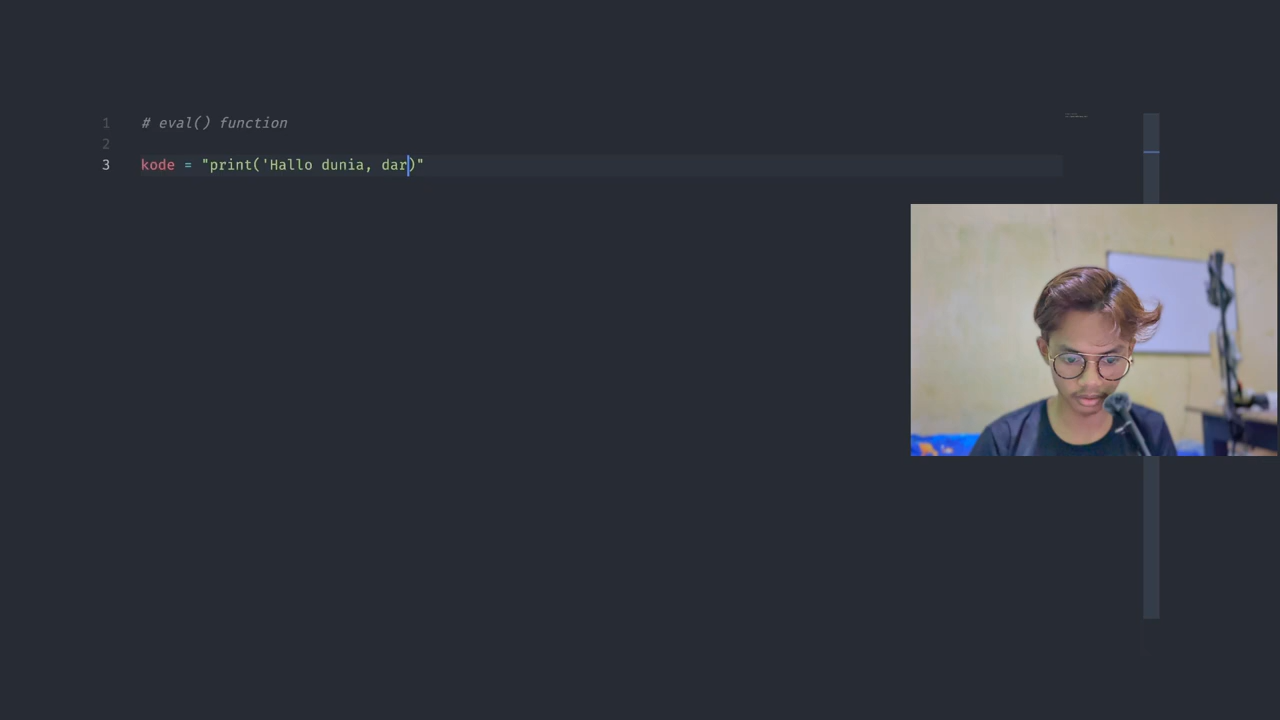 1 # eval() function
2
3 kode = "print('Hallo dunia, dar)"